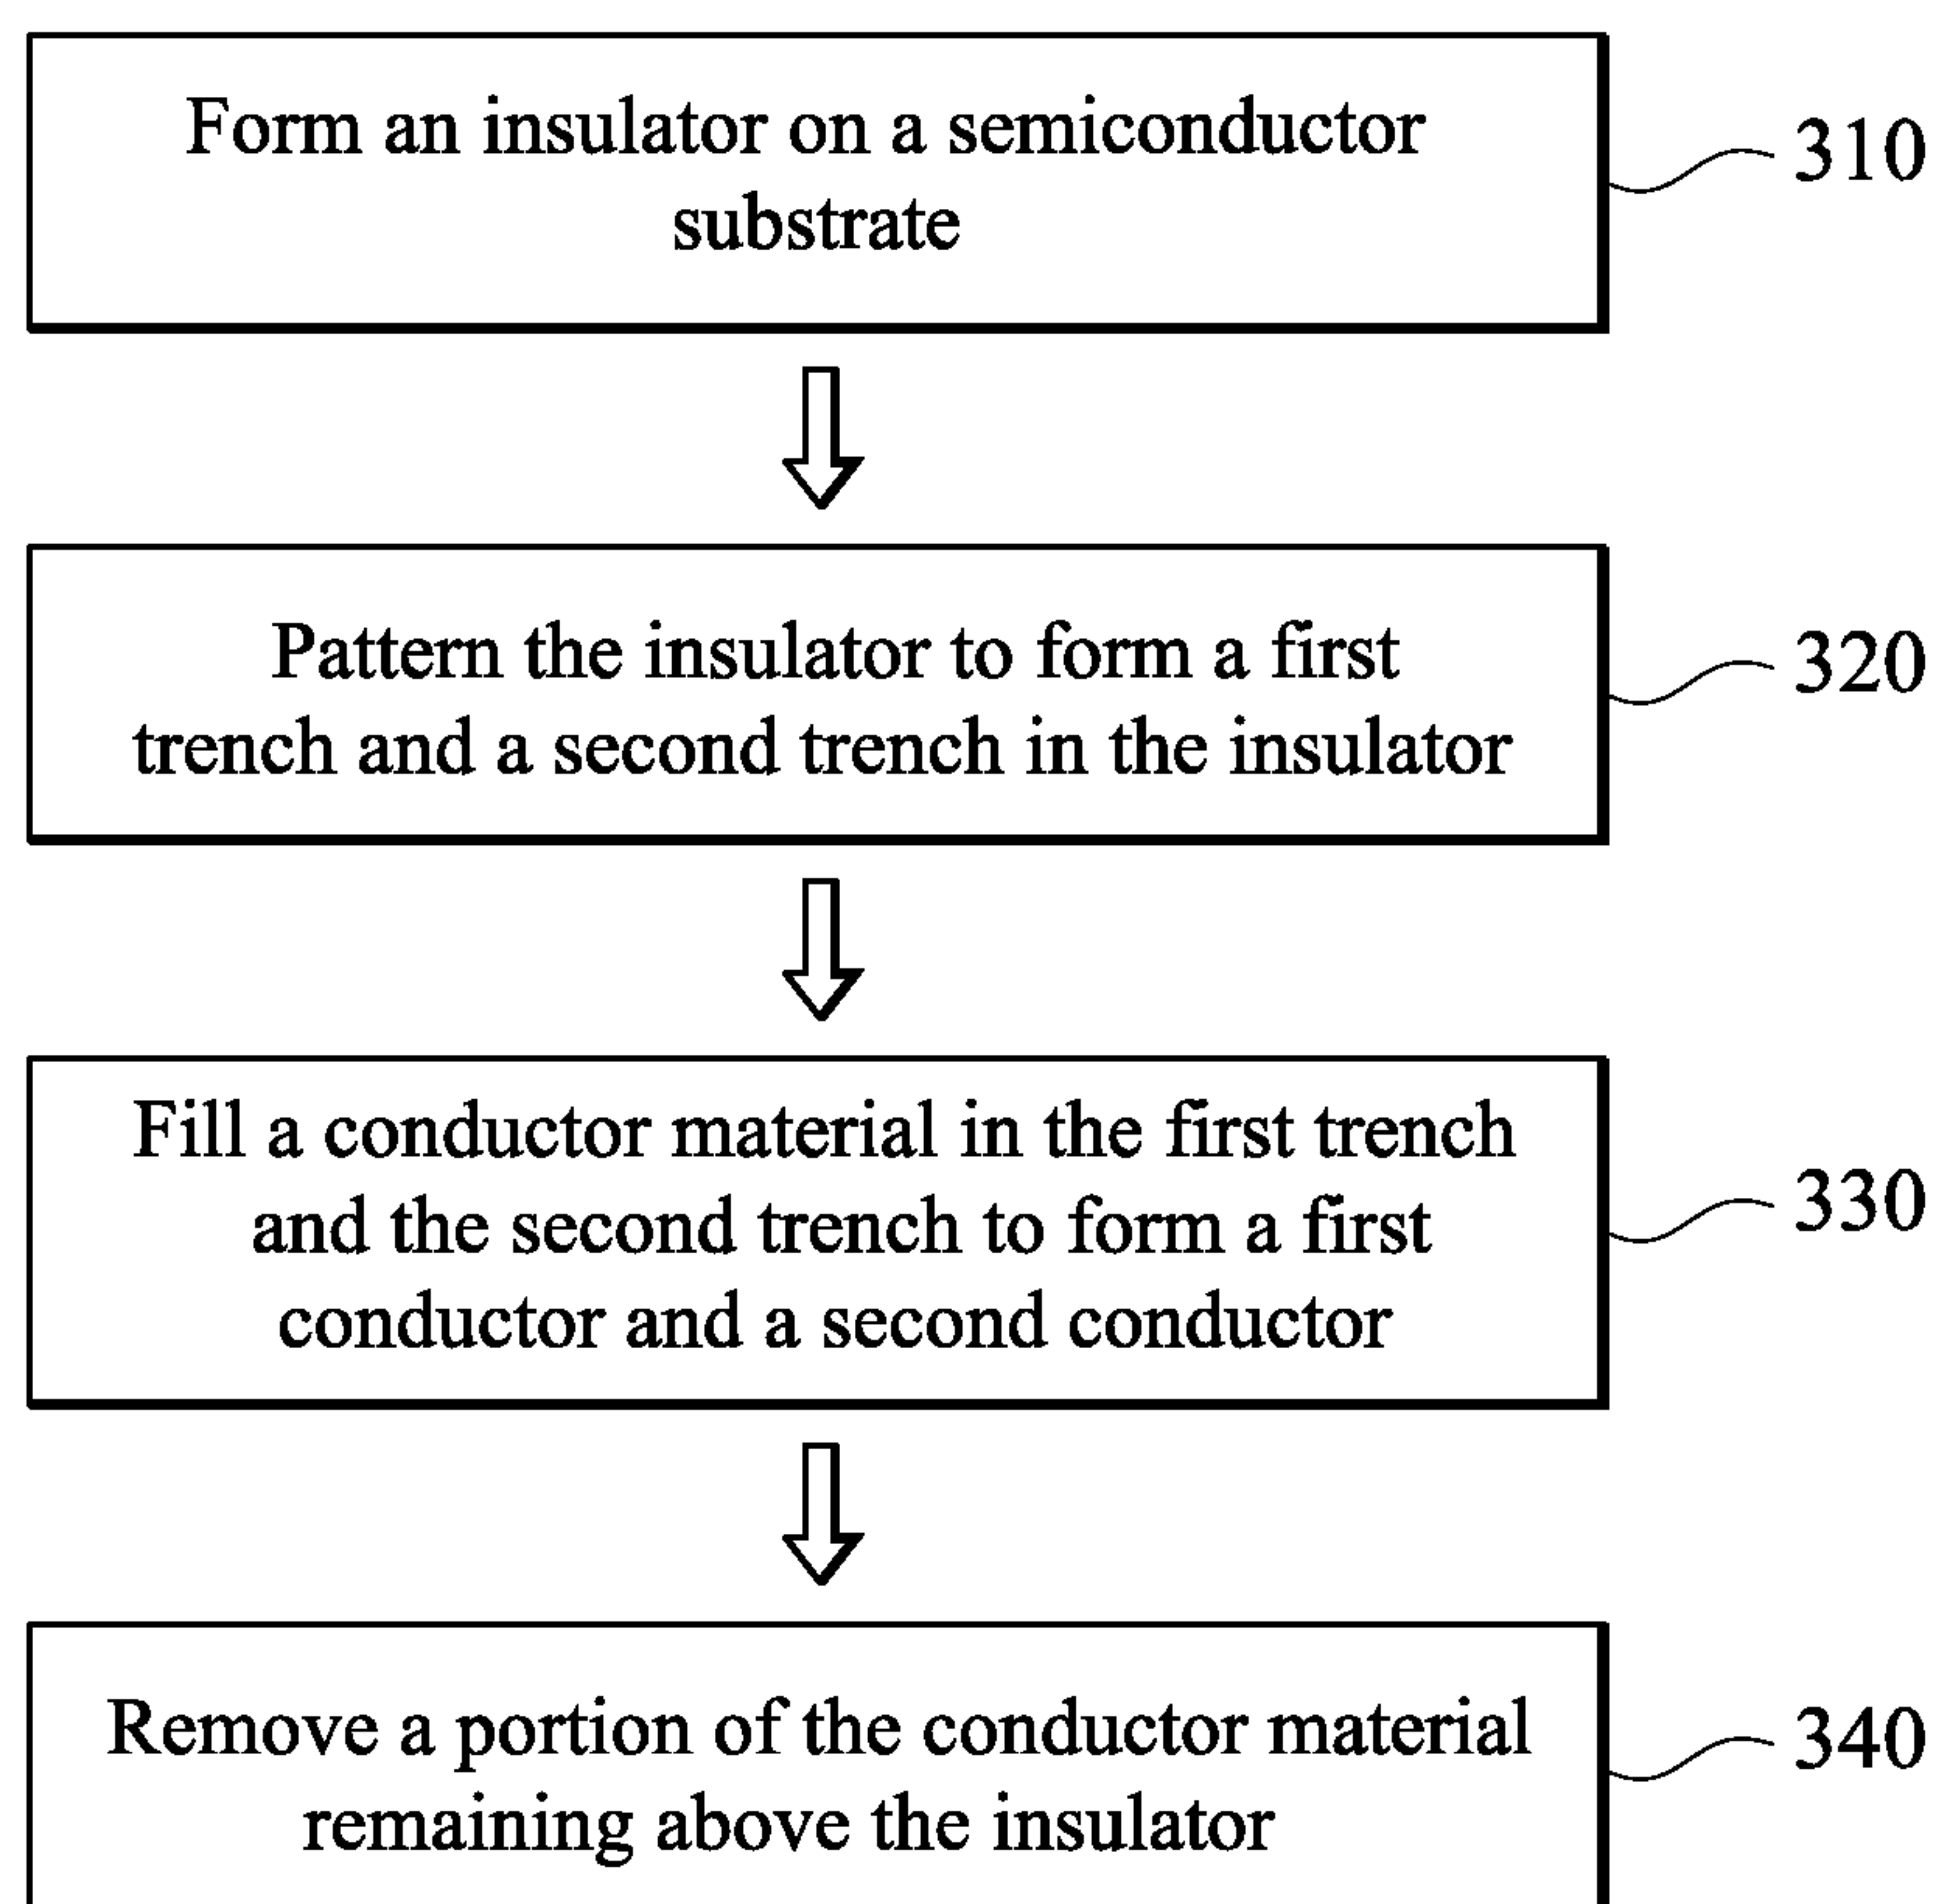 Form an insulator on a semiconductor
substrate
310
Pattern the insulator to form a first
trench and a second trench in the insulator
320
Fill a conductor material in the first trench
and the second trench to form a first
conductor and a second conductor
330
Remove a portion of the conductor material
remaining above the insulator
340